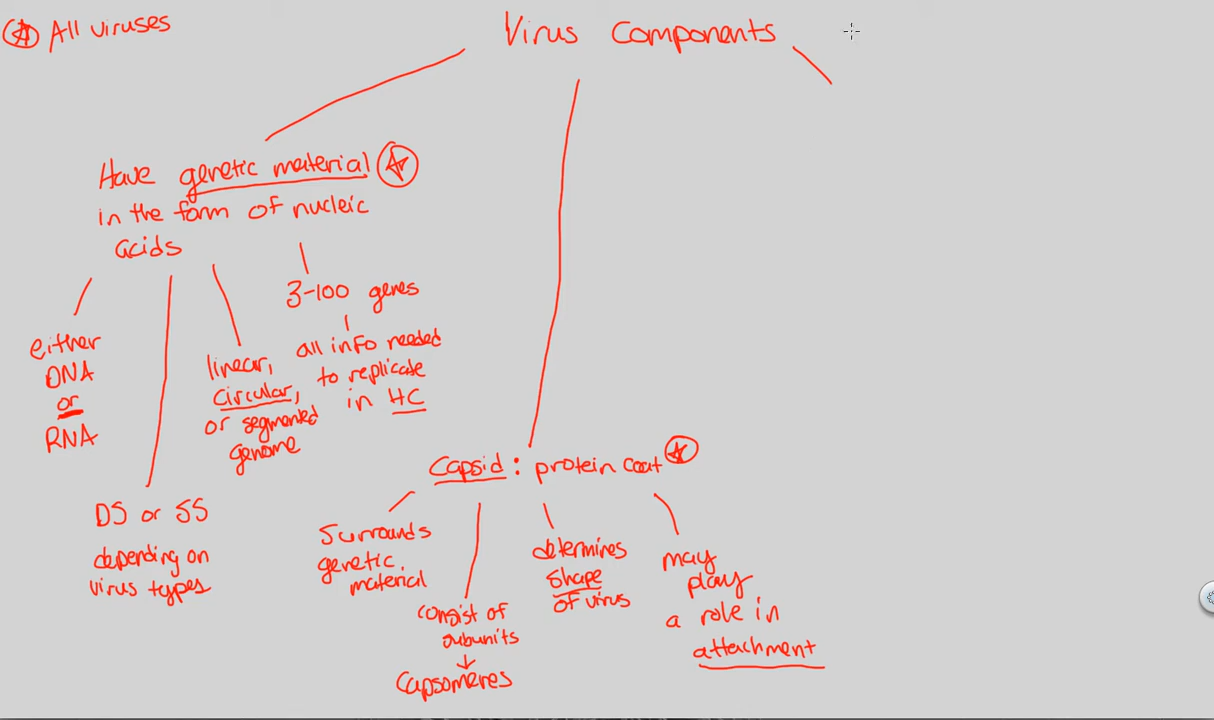 All viruses
Virus Components
Have genetic material
in the form of nucleic
acids
either
DNA
or
RNA
DS or SS
depending on
virus types
linear,
circular,
or segmented
genome
3-100 genes
all info needed
to replicate
in HC
Capsid: protein coat
Surrounds
genetic
material
consist of
subunits
Capsomeres
determines
shape
of virus
may
play
a role in
attachment